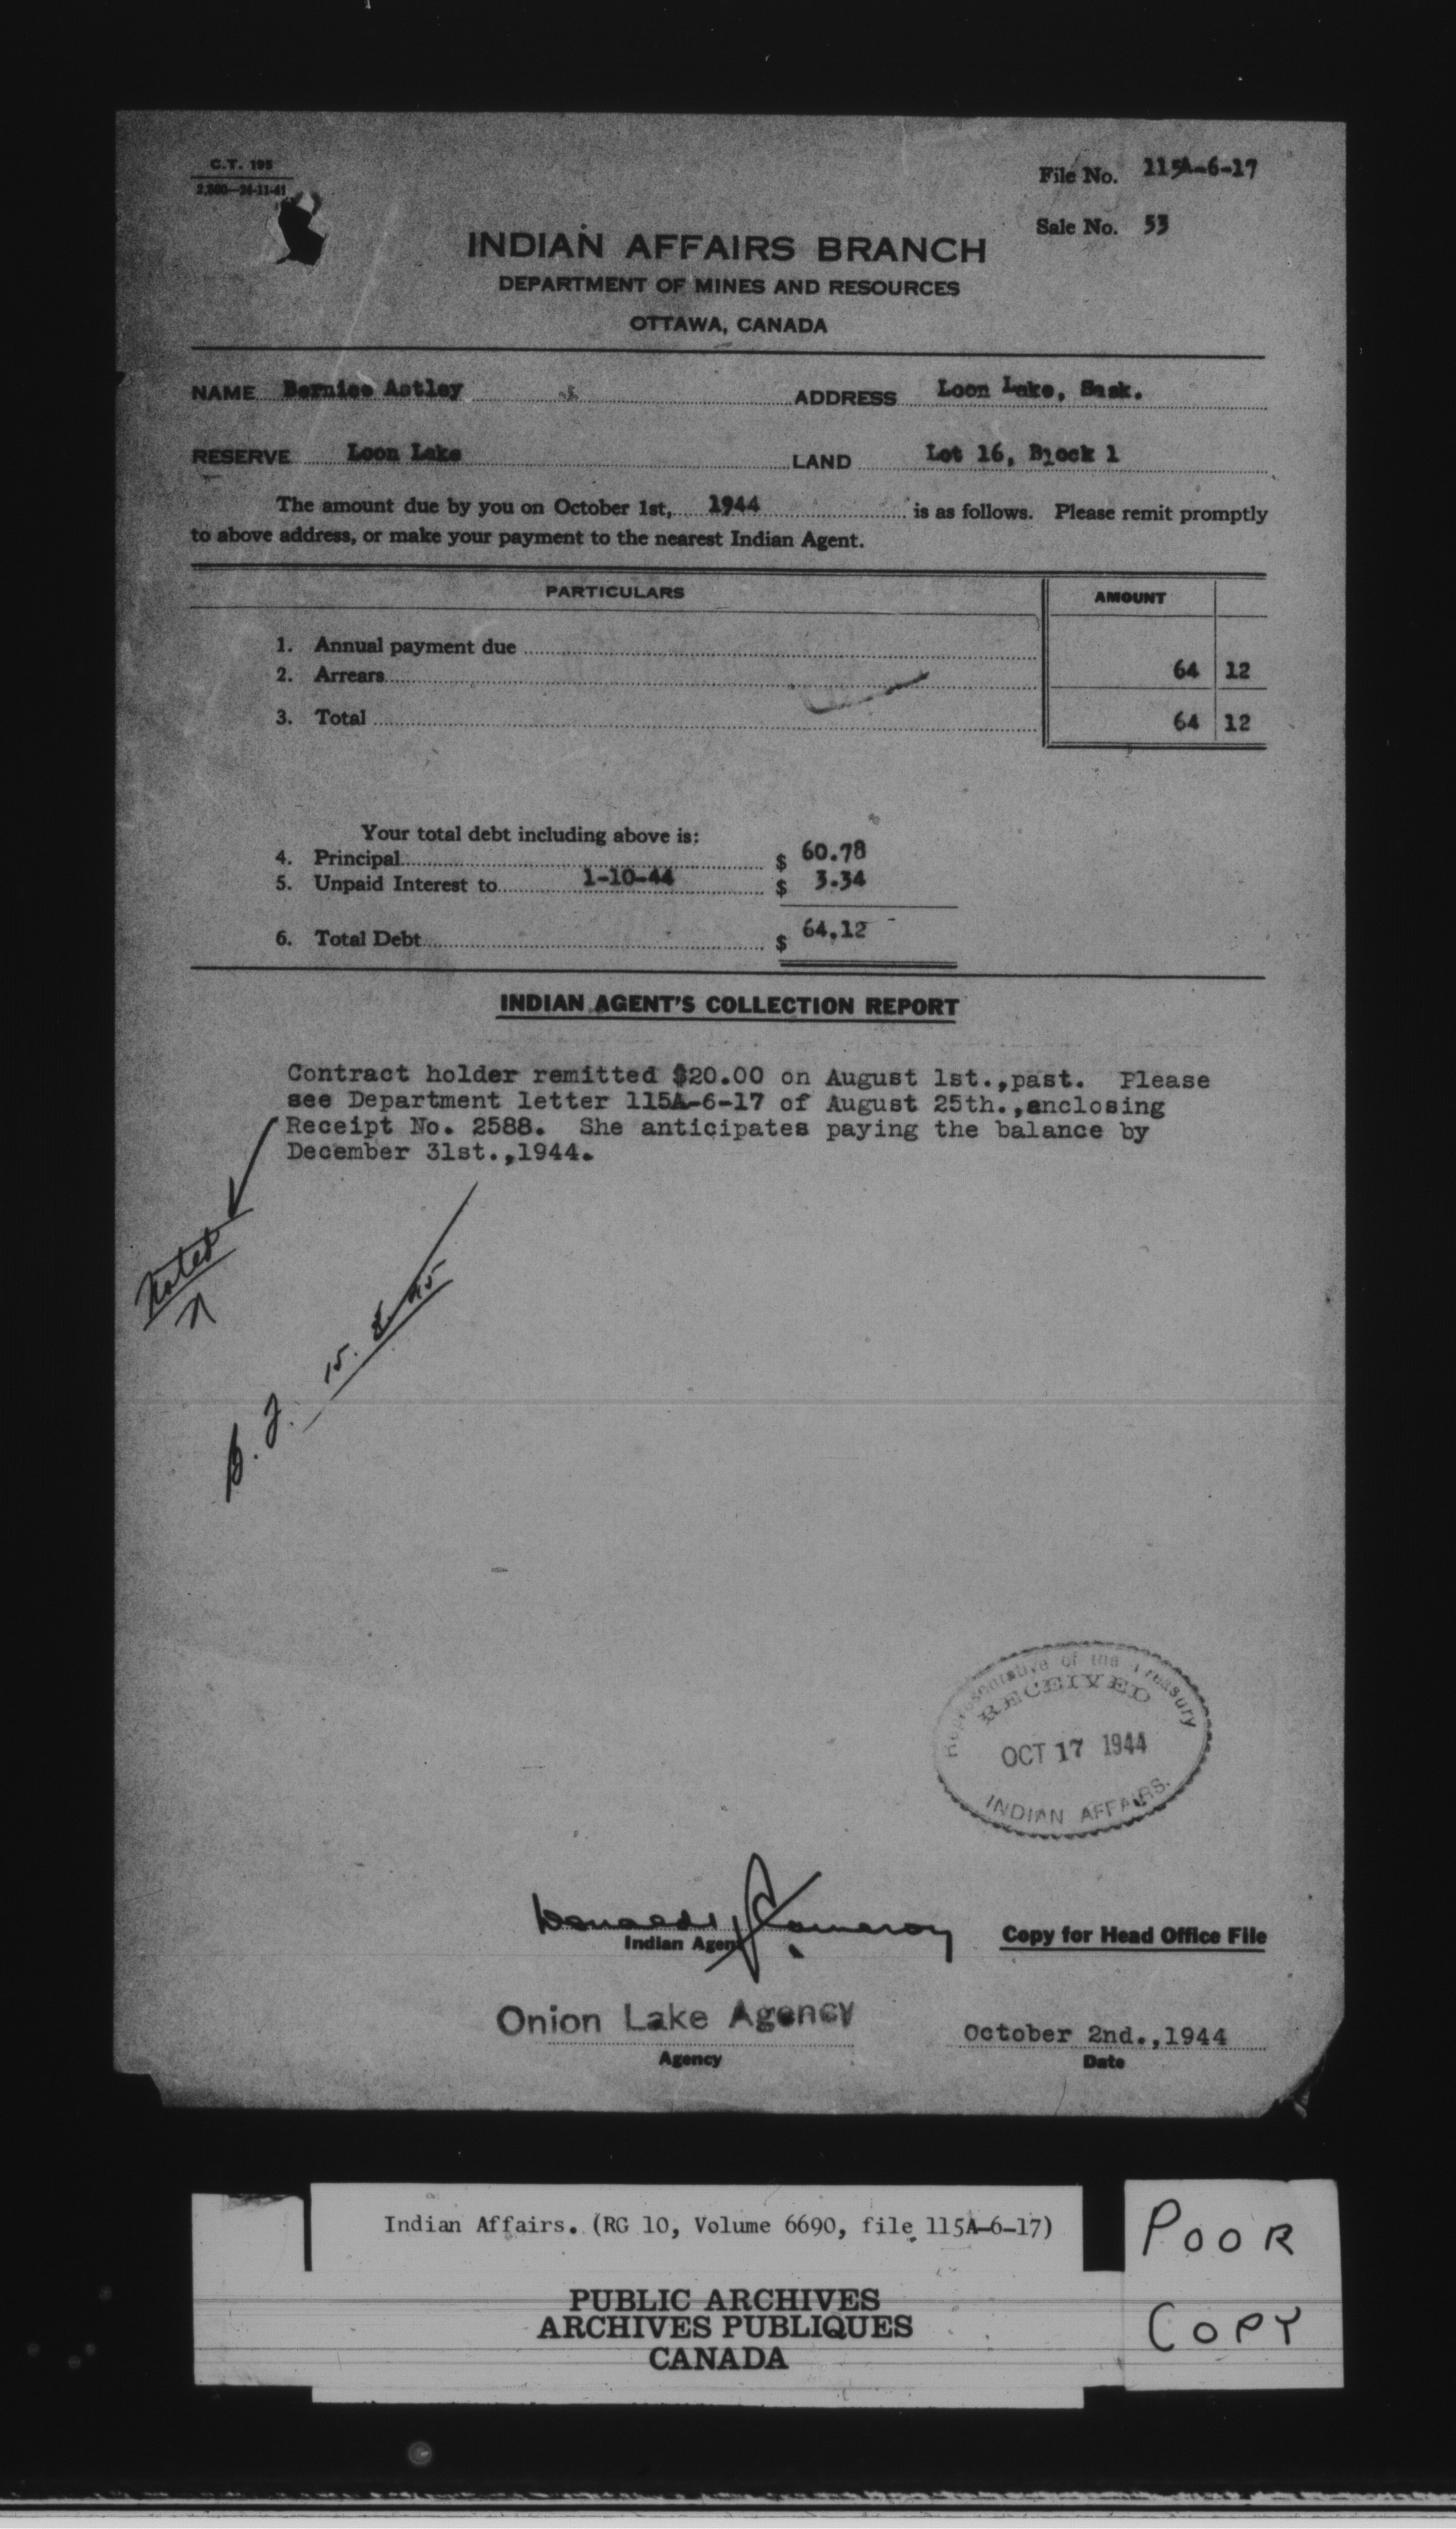 C.T. 195
2,500—24-11-41
File No. 115A-6-17
Sale No. 53
INDIAN AFFAIRS BRANCH
DEPARTMENT OF MINES AND RESOURCES
OTTAWA, CANADA
NAME Bernice Astley ADDRESS Loon Lake, Sask.
RESERVE Loon Lake LAND Lot 16, Block 1
The amount due by you on October 1st, 1944 is as follows. Please remit promptly
to above address, or make your payment to the nearest Indian Agent.
PARTICULARS AMOUNT
1. Annual payment due
2. Arrears 64 12
3. Total 64 12
Your total debt including above is:
4. Principal $ 60.78
5. Unpaid Interest to 1-10-44 $ 3.34
6. Total Debt $ 64.12
INDIAN AGENT'S COLLECTION REPORT
Contract holder remitted $20.00 on August 1st.,past. Please
see Department letter 115A-6-17 of August 25th.,enclosing
Receipt No. 2588. She anticipates paying the balance by
December 31st.,1944.
Noted
Representative of the Treasury
RECEIVED
OCT 17 1944
INDIAN AFFAIRS.
Indian Agent
Copy for Head Office File
Onion Lake Agency October 2nd.,1944
Agency Date
Indian Affairs. (RG 10, Volume 6690, file 115A-6-17)
PUBLIC ARCHIVES
ARCHIVES PUBLIQUES
CANADA
POOR
COPY